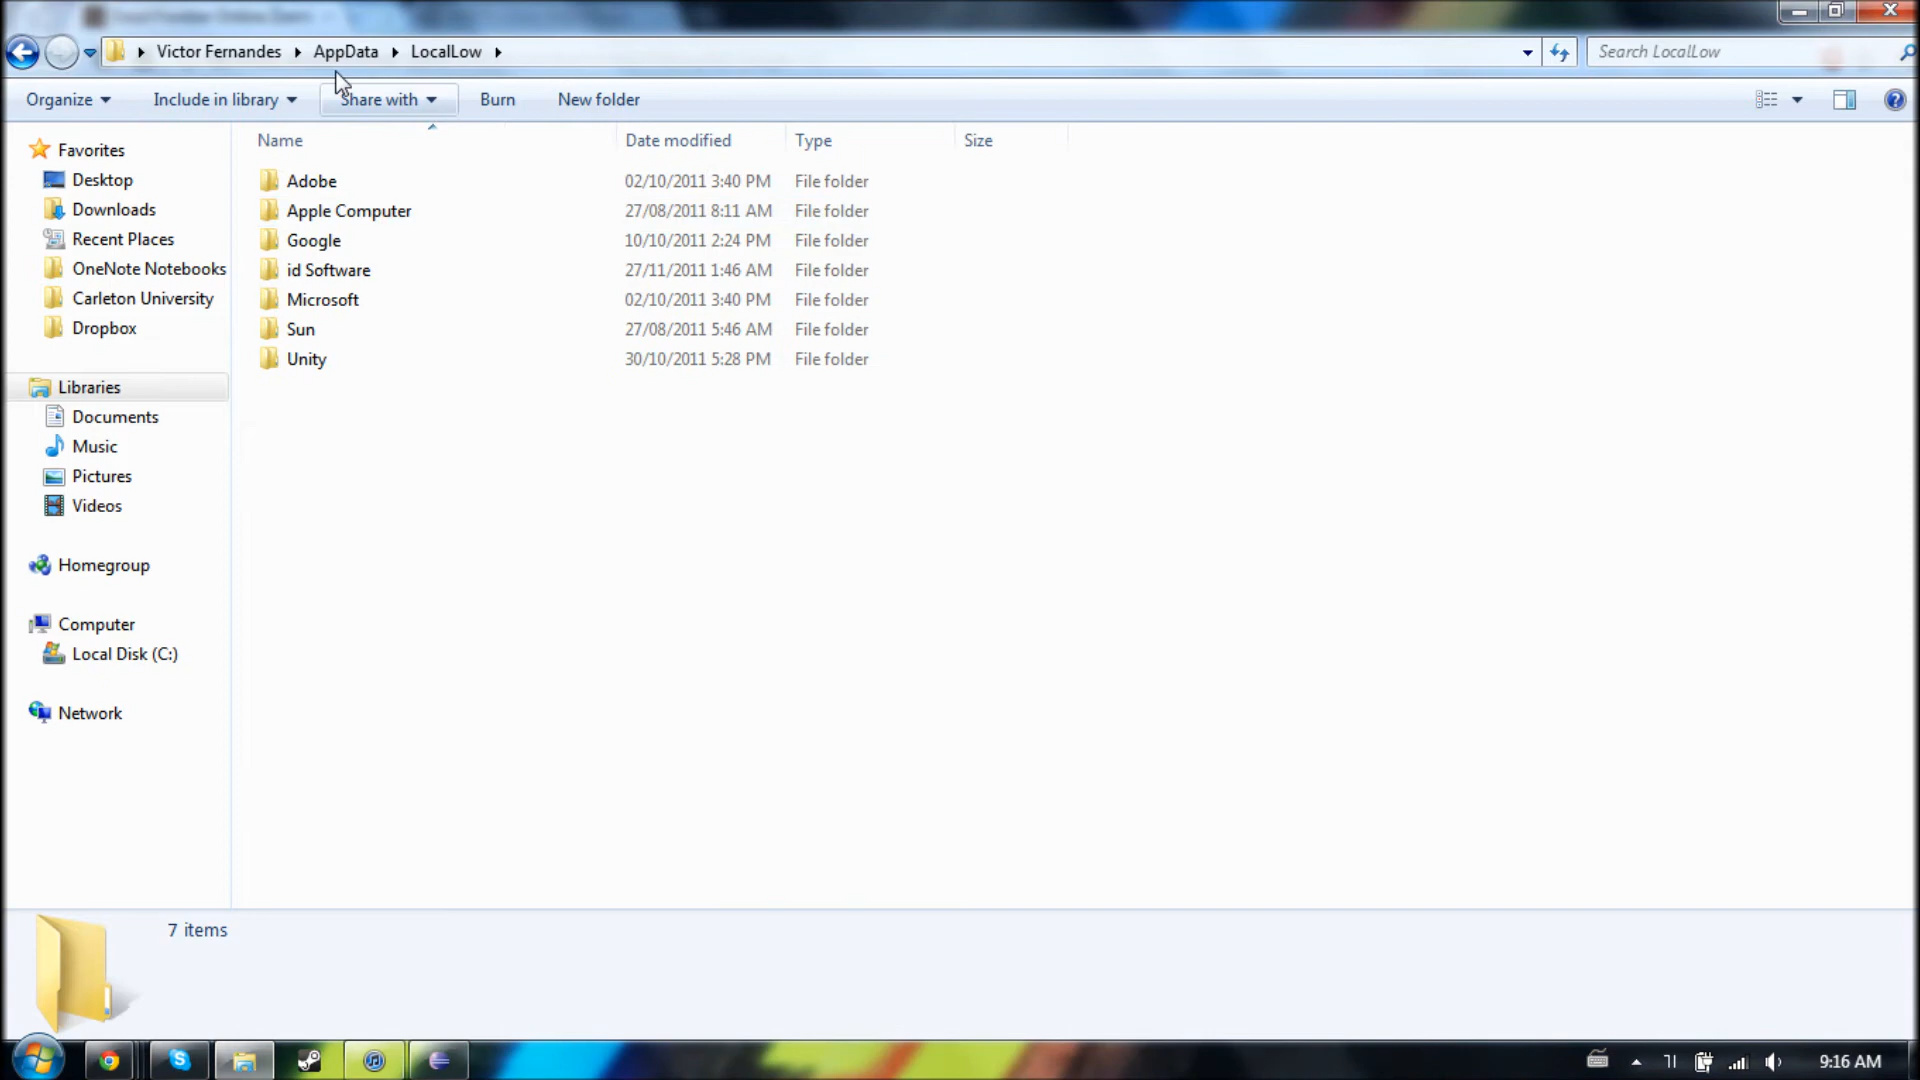 Victor Fernandes AppData LocalLow
Search LocalLow
Organize Include in library Share with Burn New folder
Name Date modified Type Size
Favorites
Desktop
Downloads
Recent Places
OneNote Notebooks
Carleton University
Dropbox
Libraries
Documents
Music
Pictures
Videos
Homegroup
Computer
Local Disk (C:)
Network
Adobe 02/10/2011 3:40 PM File folder
Apple Computer 27/08/2011 8:11 AM File folder
Google 10/10/2011 2:24 PM File folder
id Software 27/11/2011 1:46 AM File folder
Microsoft 02/10/2011 3:40 PM File folder
Sun 27/08/2011 5:46 AM File folder
Unity 30/10/2011 5:28 PM File folder
7 items
9:16 AM